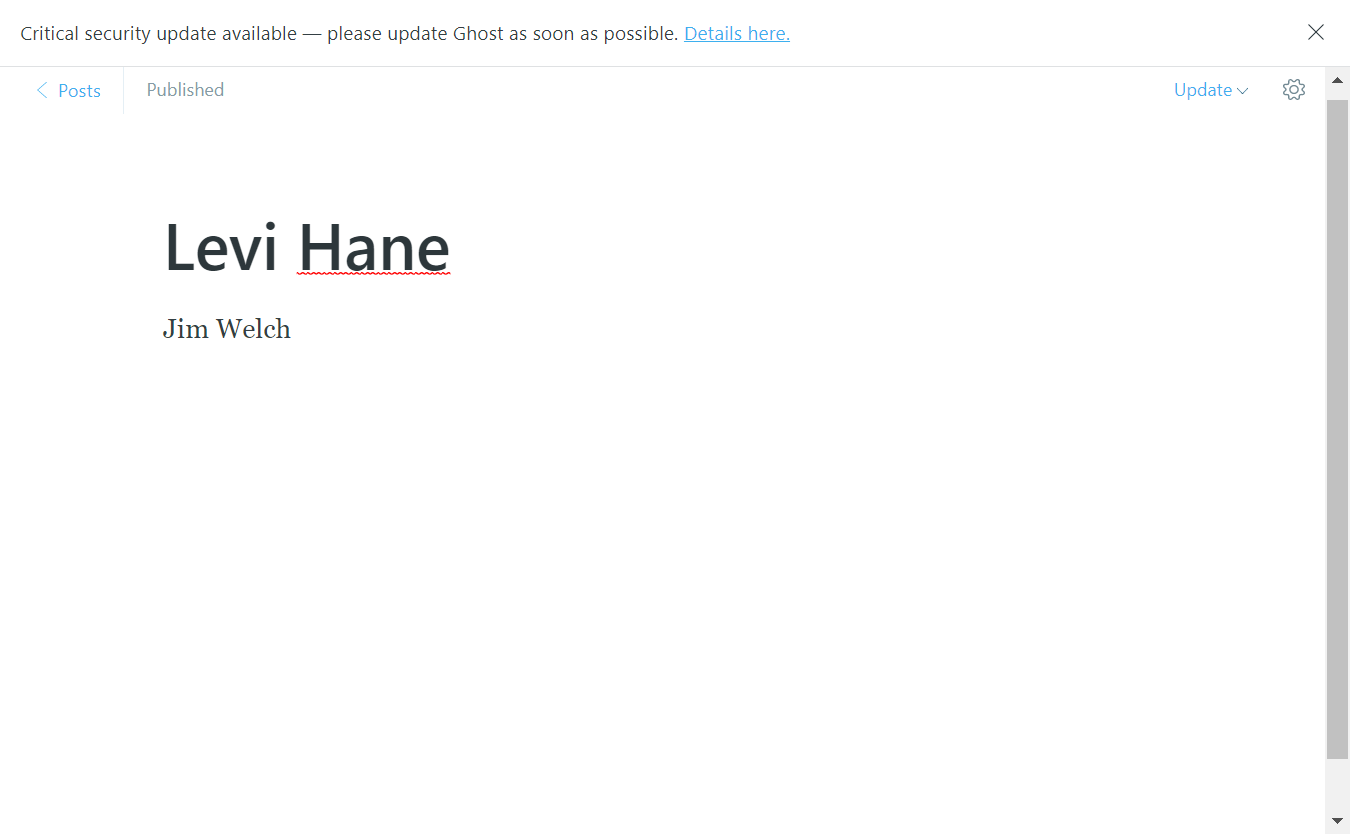 Critical security update available — please update Ghost as soon as possible. Details here.
Posts
Published
Update
Levi Hane
Jim Welch